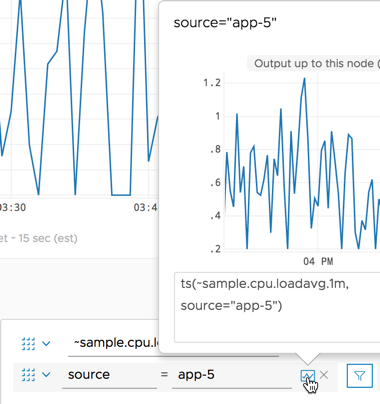 source="app-5"
Output up to this node (
1.2
1
.8
.6
.4
.2
04 PM
03:30
03:4
et - 15 sec (est)
ts(~sample.cpu.loadavg.1m,
source="app-5")
~sample.cpu.l
source = app-5